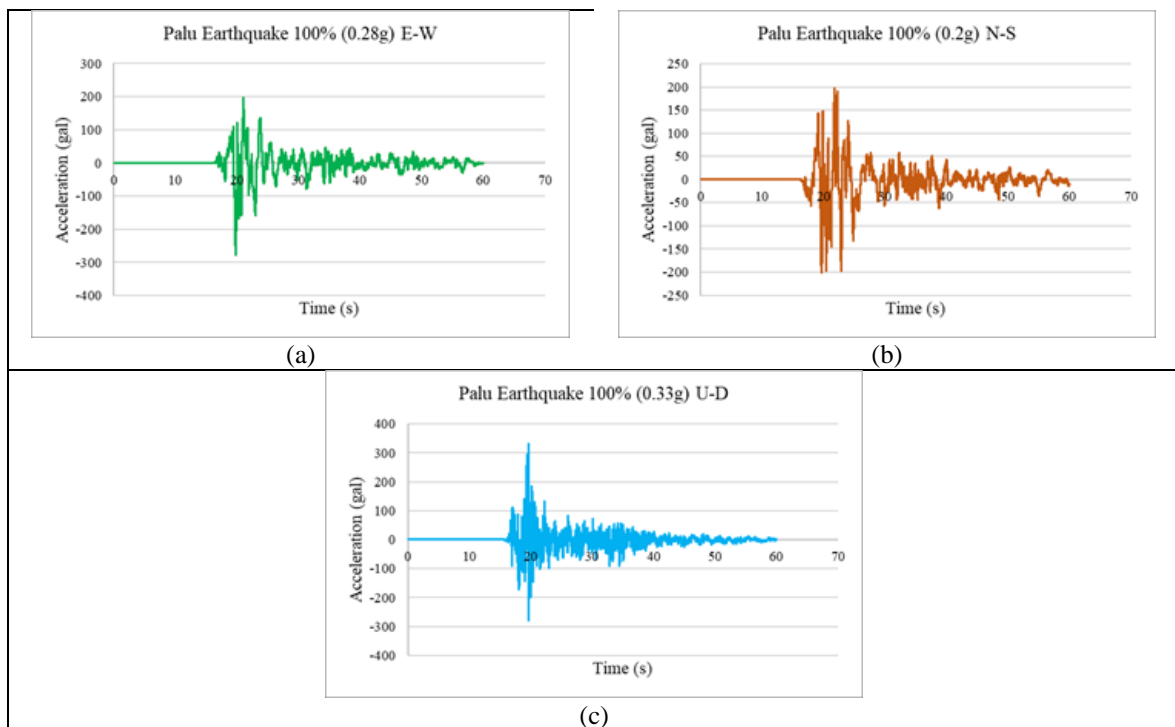 Palu Earthquake 100% (0.28g) E-W
Acceleration (gal)
300
200
100
0
-100
-200
-300
-400
0 10 20 30 40 50 60 70
Time (s)
(a)
Palu Earthquake 100% (0.2g) N-S
Acceleration (gal)
250
200
150
100
50
0
-50
-100
-150
-200
-250
0 10 20 30 40 50 60 70
Time (s)
(b)
Palu Earthquake 100% (0.33g) U-D
Acceleration (gal)
400
300
200
100
0
-100
-200
-300
-400
0 10 20 30 40 50 60 70
Time (s)
(c)